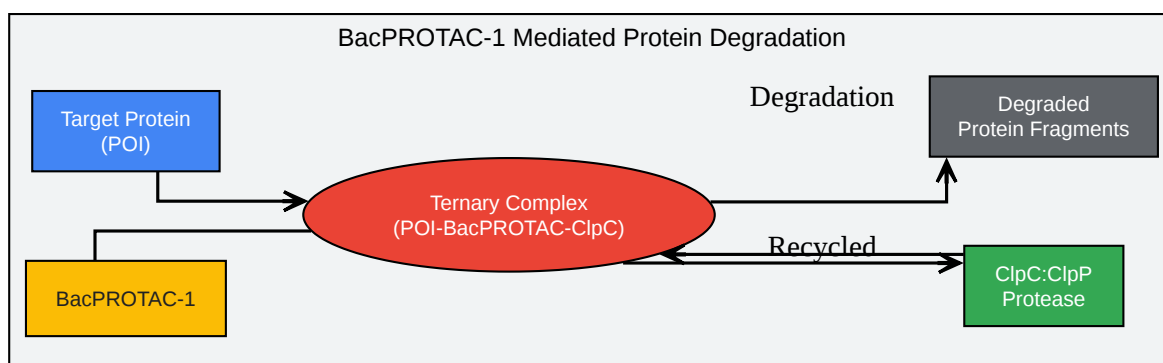 BacPROTAC-1 Mediated Protein Degradation
Target Protein
(POI)
Degradation
Degraded
Protein Fragments
Ternary Complex
(POI-BacPROTAC-ClpC)
Recycled
BacPROTAC-1
ClpC:ClpP
Protease